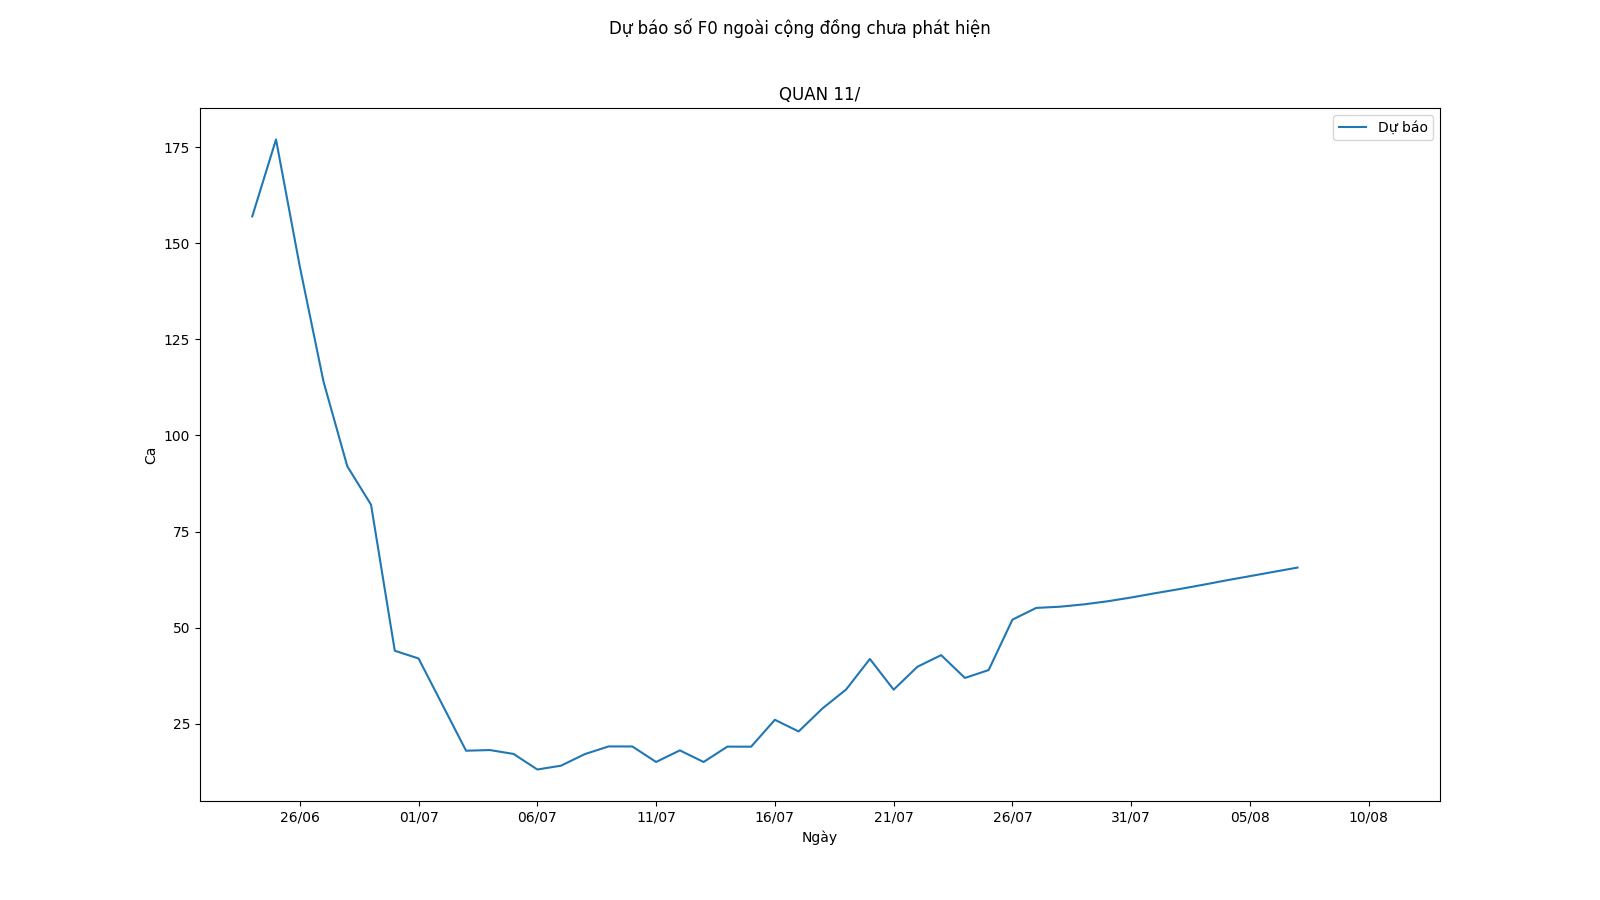 Dự báo số F0 ngoài cộng đồng chưa phát hiện
QUAN 11/
Dự báo
175
150
125
100
75
50
25
Ca
26/06 01/07 06/07 11/07 16/07 21/07 26/07 31/07 05/08 10/08
Ngày